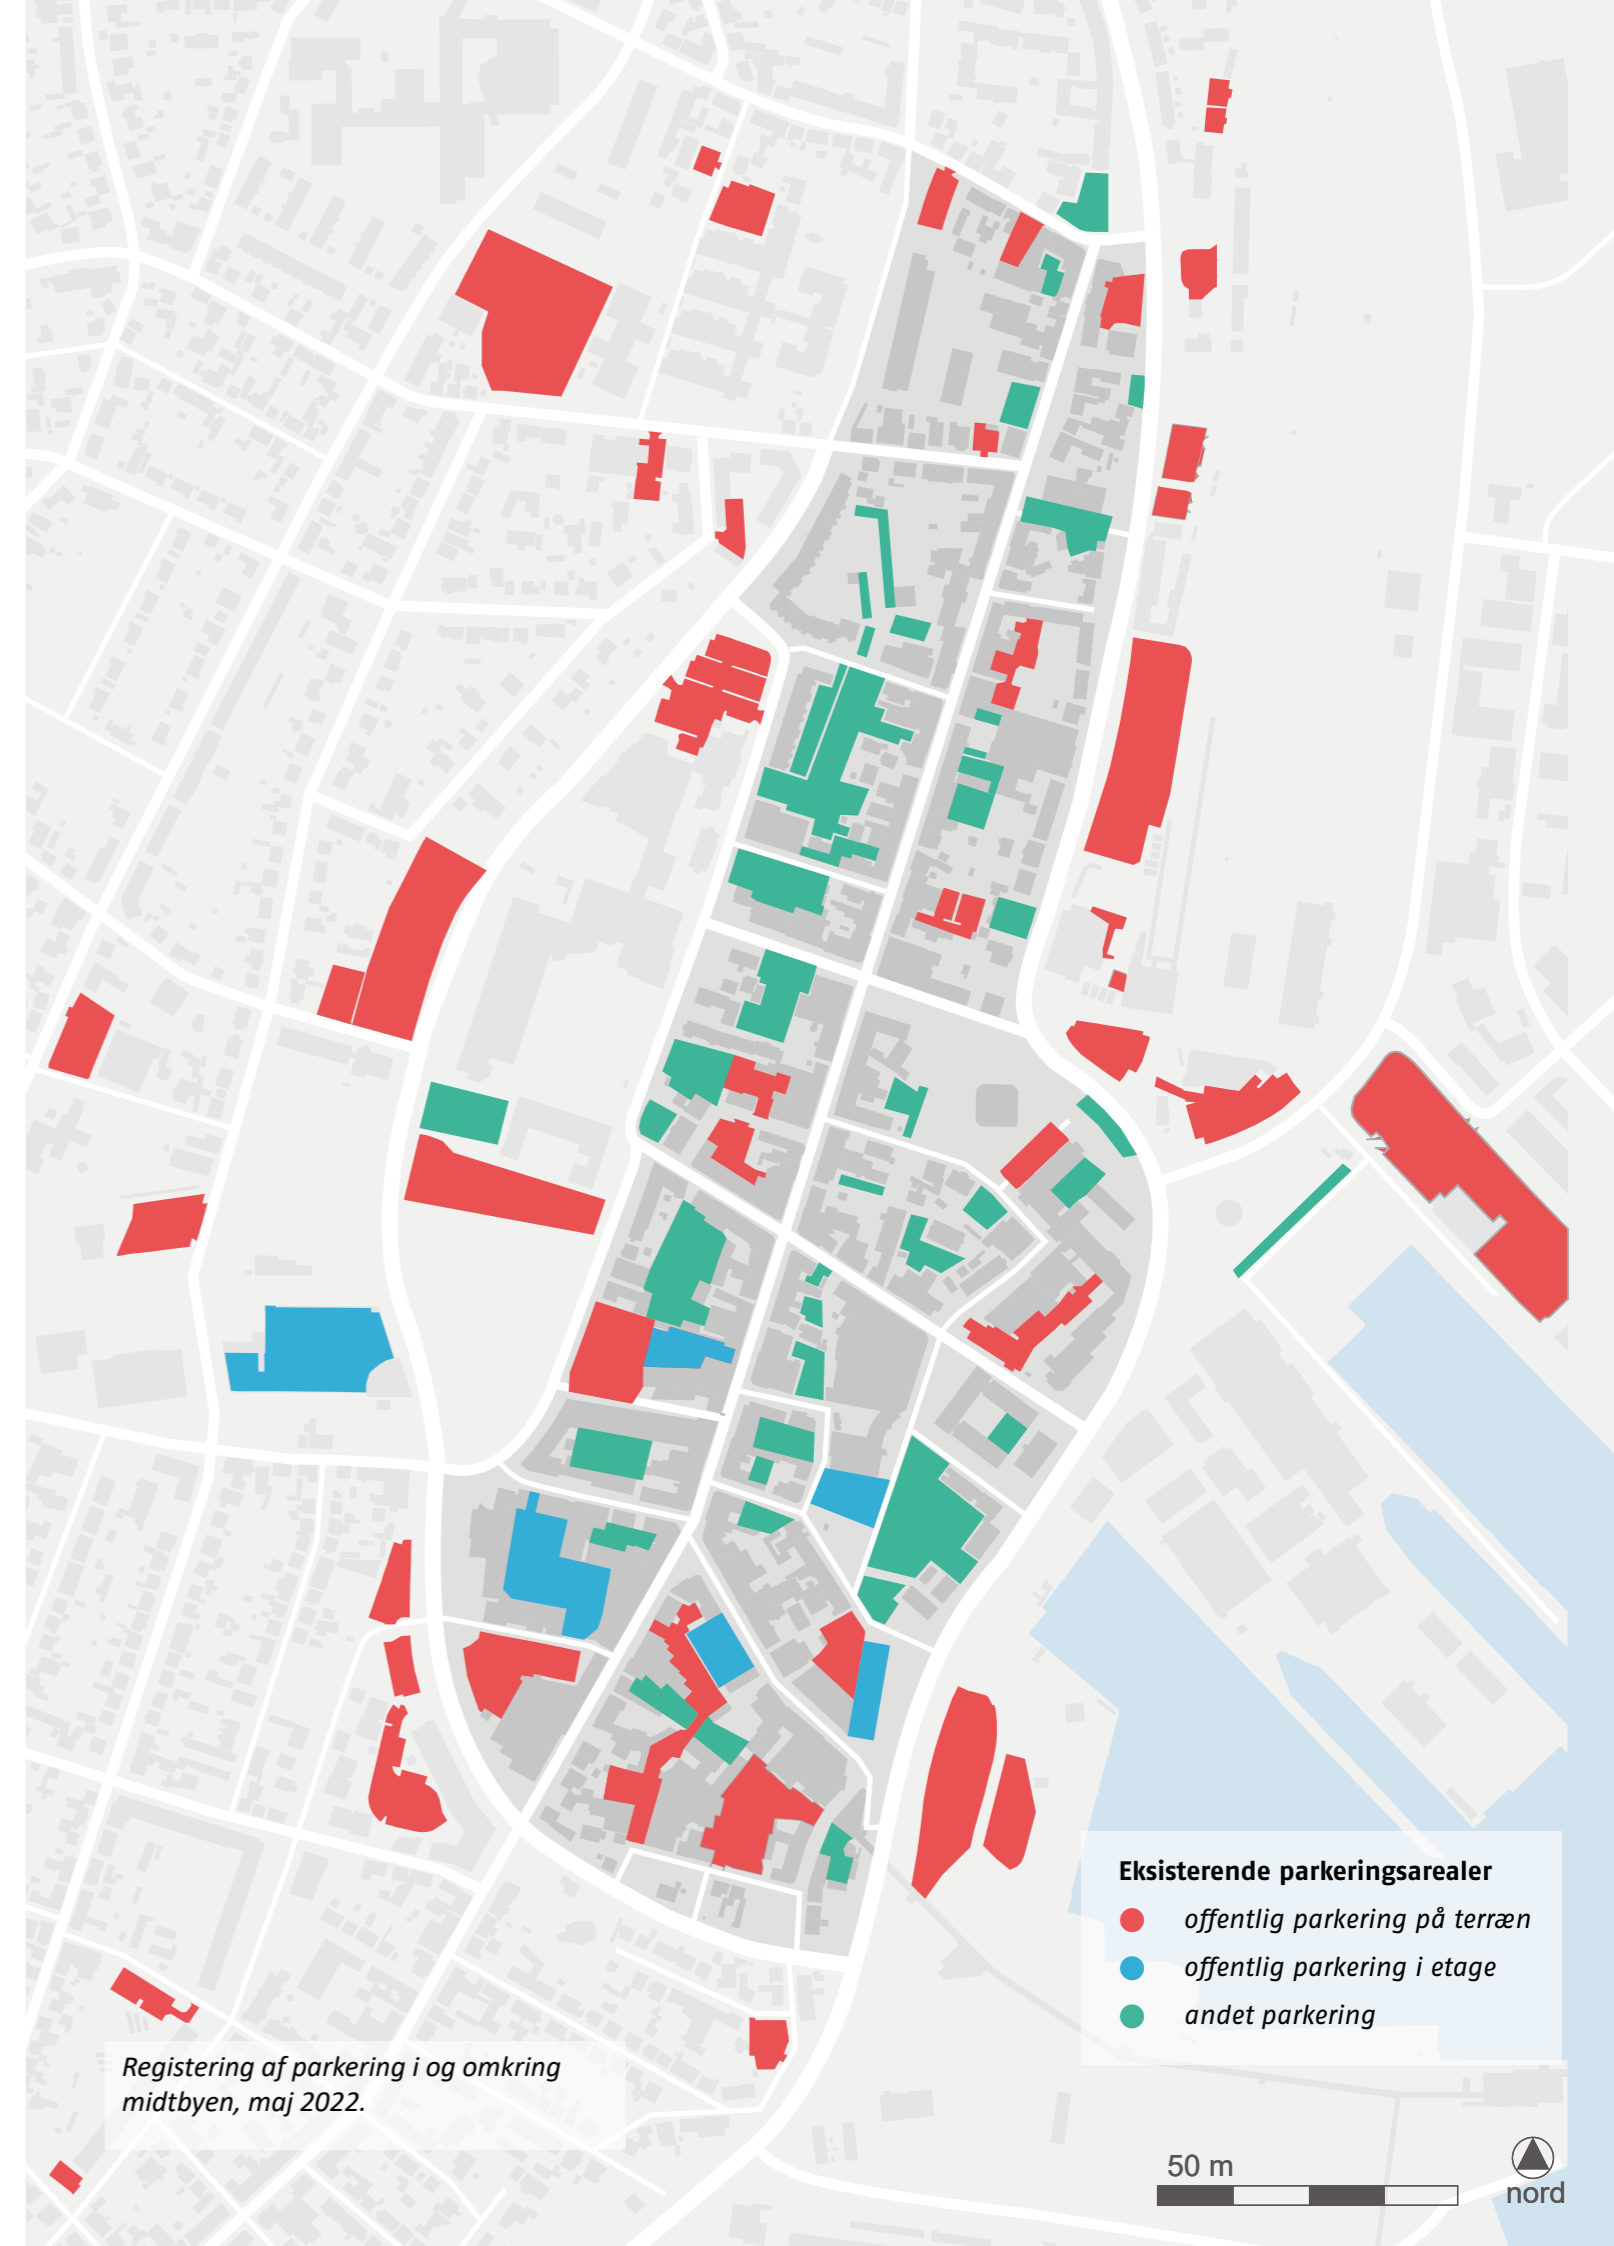 Eksisterende parkeringsarealer
offentlig parkering på terræn
offentlig parkering i etage
andet parkering
Registering af parkering i og omkring
midtbyen, maj 2022.
50 m
nord